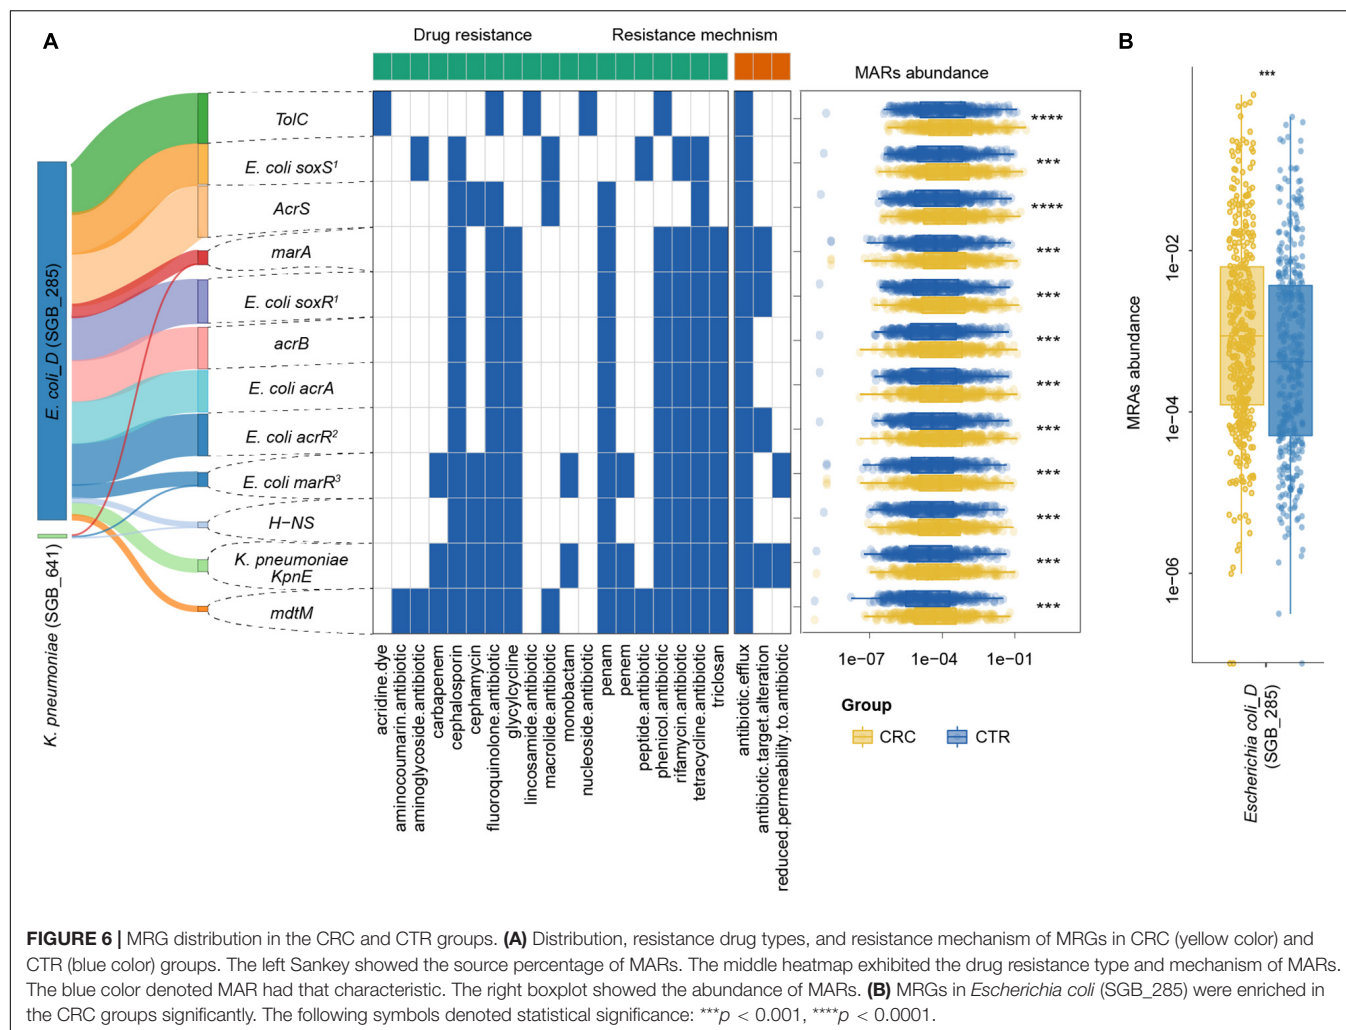 A
Drug resistance
Resistance mechnism
MARs abundance
B
E. coli_D (SGB_285)
K. pneumoniae (SGB_641)
TolC
E. coli soxS¹
AcrS
marA
E. coli soxR¹
acrB
E. coli acrA
E. coli acrR²
E. coli marR³
H−NS
K. pneumoniae
KpnE
mdtM
****
***
****
***
***
***
***
***
***
***
***
***
acridine.dye
aminocoumarin.antibiotic
aminoglycoside.antibiotic
carbapenem
cephalosporin
cephamycin
fluoroquinolone.antibiotic
glycylcycline
lincosamide.antibiotic
macrolide.antibiotic
monobactam
nucleoside.antibiotic
penam
penem
peptide.antibiotic
phenicol.antibiotic
rifamycin.antibiotic
tetracycline.antibiotic
triclosan
antibiotic.efflux
antibiotic.target.alteration
reduced.permeability.to.antibiotic
1e−07
1e−04
1e−01
Group
CRC
CTR
***
MRAs abundance
1e−02
1e−04
1e−06
Escherichia coli_D
(SGB_285)
FIGURE 6 | MRG distribution in the CRC and CTR groups. (A) Distribution, resistance drug types, and resistance mechanism of MRGs in CRC (yellow color) and
CTR (blue color) groups. The left Sankey showed the source percentage of MARs. The middle heatmap exhibited the drug resistance type and mechanism of MARs.
The blue color denoted MAR had that characteristic. The right boxplot showed the abundance of MARs. (B) MRGs in Escherichia coli (SGB_285) were enriched in
the CRC groups significantly. The following symbols denoted statistical significance: ***p < 0.001, ****p < 0.0001.